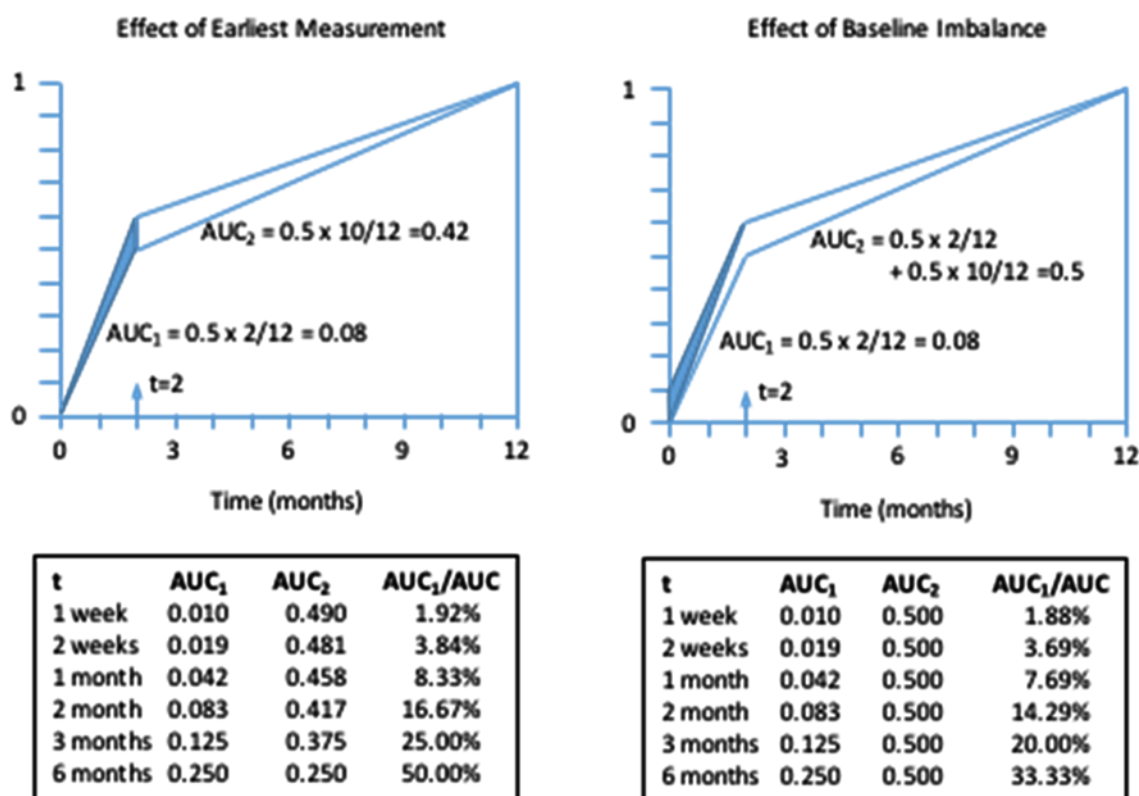 Effect of Earliest Measurement
1
AUC₂ = 0.5 x 10/12 =0.42
AUC₁ = 0.5 x 2/12 = 0.08
t=2
0
0 3 6 9 12
Time (months)
t AUC₁ AUC₂ AUC₁/AUC
1 week 0.010 0.490 1.92%
2 weeks 0.019 0.481 3.84%
1 month 0.042 0.458 8.33%
2 month 0.083 0.417 16.67%
3 months 0.125 0.375 25.00%
6 months 0.250 0.250 50.00%
Effect of Baseline Imbalance
1
AUC₂ = 0.5 x 2/12
+ 0.5 x 10/12 =0.5
AUC₁ = 0.5 x 2/12 = 0.08
t=2
0
0 3 6 9 12
Time (months)
t AUC₁ AUC₂ AUC₁/AUC
1 week 0.010 0.500 1.88%
2 weeks 0.019 0.500 3.69%
1 month 0.042 0.500 7.69%
2 month 0.083 0.500 14.29%
3 months 0.125 0.500 20.00%
6 months 0.250 0.500 33.33%